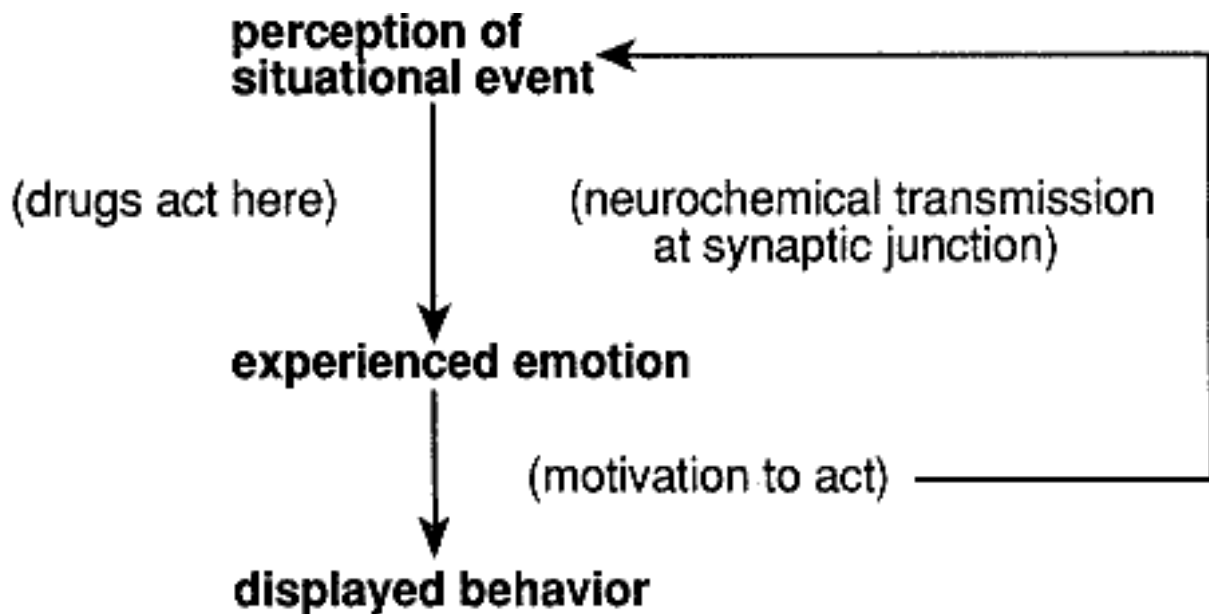 perception of
situational event
(drugs act here)
(neurochemical transmission
at synaptic junction)
experienced emotion
(motivation to act)
displayed behavior